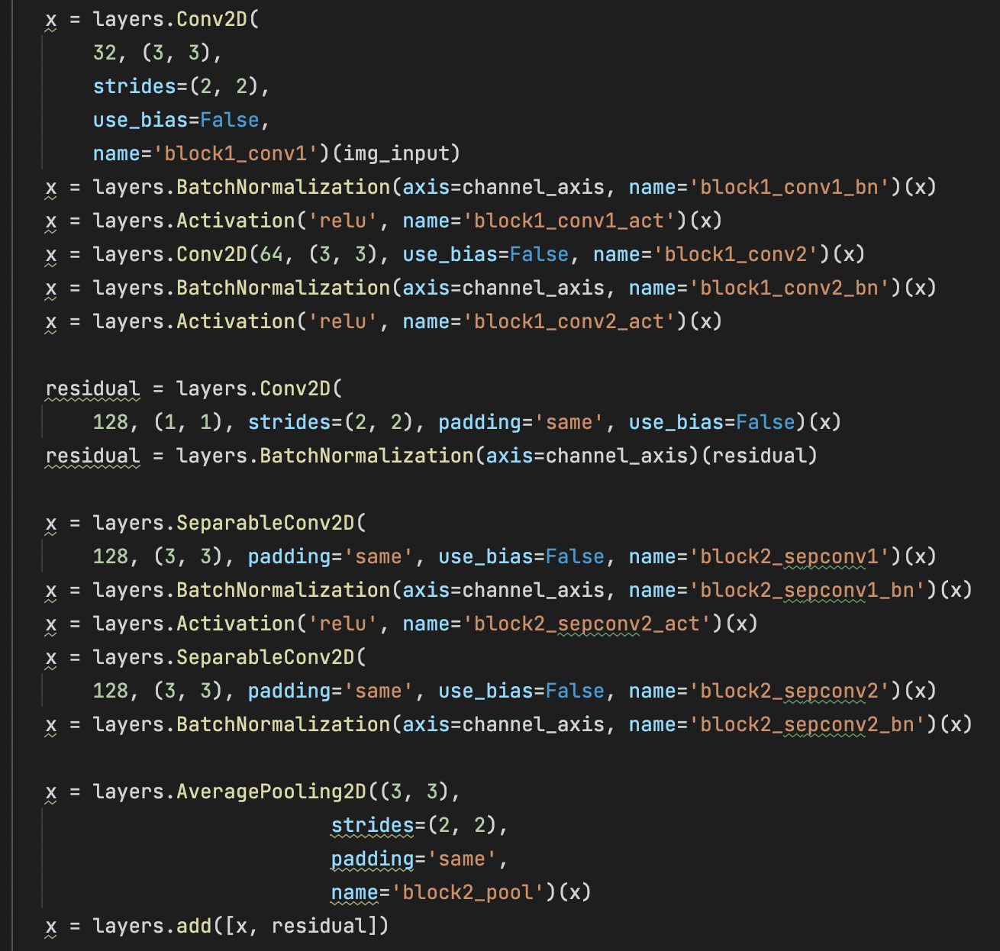 x = layers.Conv2D(
    32, (3, 3),
    strides=(2, 2),
    use_bias=False,
    name='block1_conv1')(img_input)
x = layers.BatchNormalization(axis=channel_axis, name='block1_conv1_bn')(x)
x = layers.Activation('relu', name='block1_conv1_act')(x)
x = layers.Conv2D(64, (3, 3), use_bias=False, name='block1_conv2')(x)
x = layers.BatchNormalization(axis=channel_axis, name='block1_conv2_bn')(x)
x = layers.Activation('relu', name='block1_conv2_act')(x)

residual = layers.Conv2D(
    128, (1, 1), strides=(2, 2), padding='same', use_bias=False)(x)
residual = layers.BatchNormalization(axis=channel_axis)(residual)

x = layers.SeparableConv2D(
    128, (3, 3), padding='same', use_bias=False, name='block2_sepconv1')(x)
x = layers.BatchNormalization(axis=channel_axis, name='block2_sepconv1_bn')(x)
x = layers.Activation('relu', name='block2_sepconv2_act')(x)
x = layers.SeparableConv2D(
    128, (3, 3), padding='same', use_bias=False, name='block2_sepconv2')(x)
x = layers.BatchNormalization(axis=channel_axis, name='block2_sepconv2_bn')(x)

x = layers.AveragePooling2D((3, 3),
                        strides=(2, 2),
                        padding='same',
                        name='block2_pool')(x)
x = layers.add([x, residual])